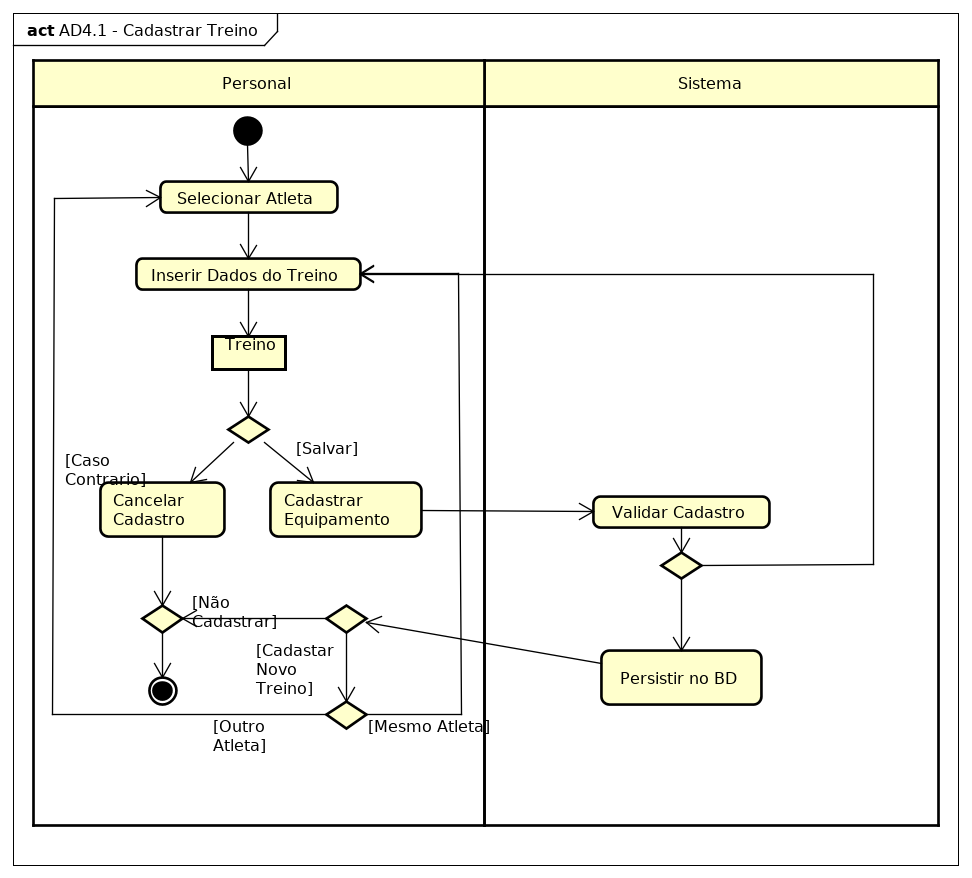 act AD4.1 - Cadastrar Treino
Personal
Sistema
Selecionar Atleta
Inserir Dados do Treino
Treino
[Salvar]
[Caso
Contrario]
Cancelar
Cadastro
Cadastrar
Equipamento
Validar Cadastro
[Não
Cadastrar]
[Cadastar
Novo
Treino]
Persistir no BD
[Outro
Atleta]
[Mesmo Atleta]